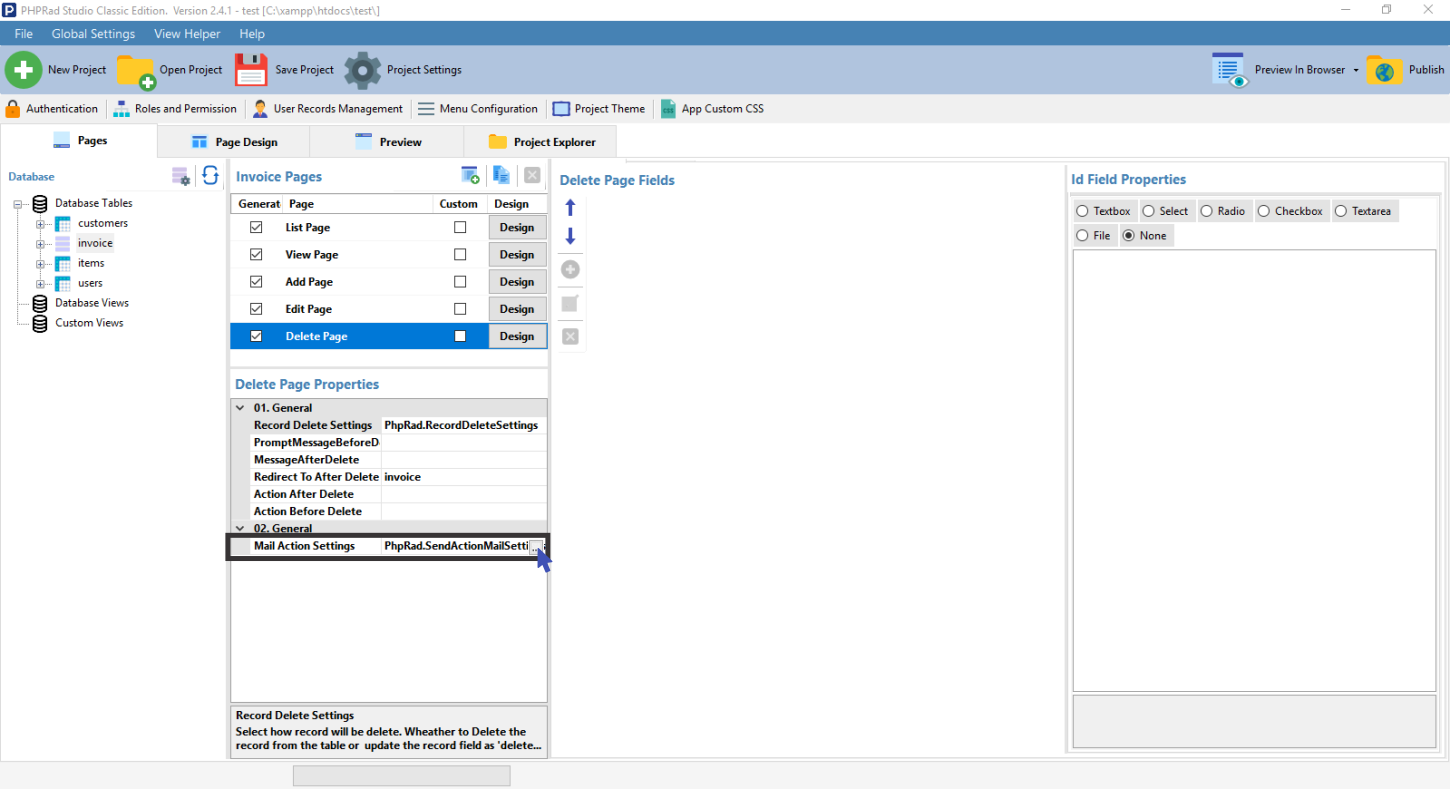 PHPRad Studio Classic Edition. Version 2.4.1 - test [C:\xampp\htdocs\test\]
File Global Settings View Helper Help
New Project Open Project Save Project Project Settings Preview In Browser Publish
Authentication Roles and Permission User Records Management Menu Configuration Project Theme App Custom CSS
Pages Page Design Preview Project Explorer
Database
Database Tables
customers
invoice
items
users
Database Views
Custom Views
Invoice Pages
Generat Page Custom Design
List Page Design
View Page Design
Add Page Design
Edit Page Design
Delete Page Design
Delete Page Properties
01. General
Record Delete Settings PhpRad.RecordDeleteSettings
PromptMessageBeforeD
MessageAfterDelete
Redirect To After Delete invoice
Action After Delete
Action Before Delete
02. General
Mail Action Settings PhpRad.SendActionMailSetti ...
Record Delete Settings
Select how record will be delete. Wheather to Delete the
record from the table or update the record field as 'delete...
Delete Page Fields
Id Field Properties
Textbox Select Radio Checkbox Textarea
File None